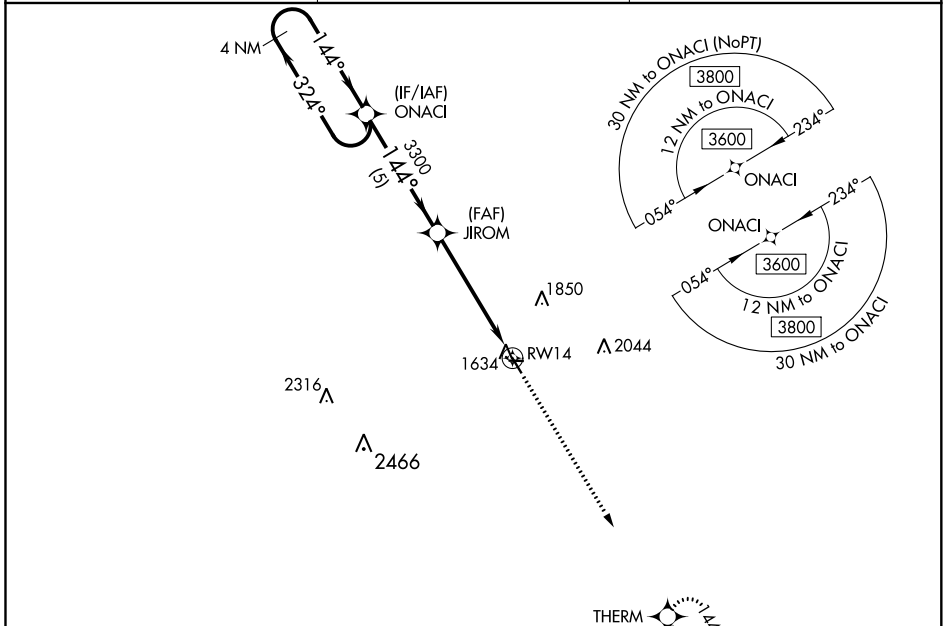 4 NM
144°
324°
(IF/IAF)
ONACI
3300
144°
(5)
(FAF)
JIROM
1850
1634
RW14
2044
2316
2466
THERM
30 NM to ONACI (NoPT)
3800
12 NM to ONACI
3600
234°
054°
ONACI
ONACI
234°
054°
3600
12 NM to ONACI
3800
30 NM to ONACI